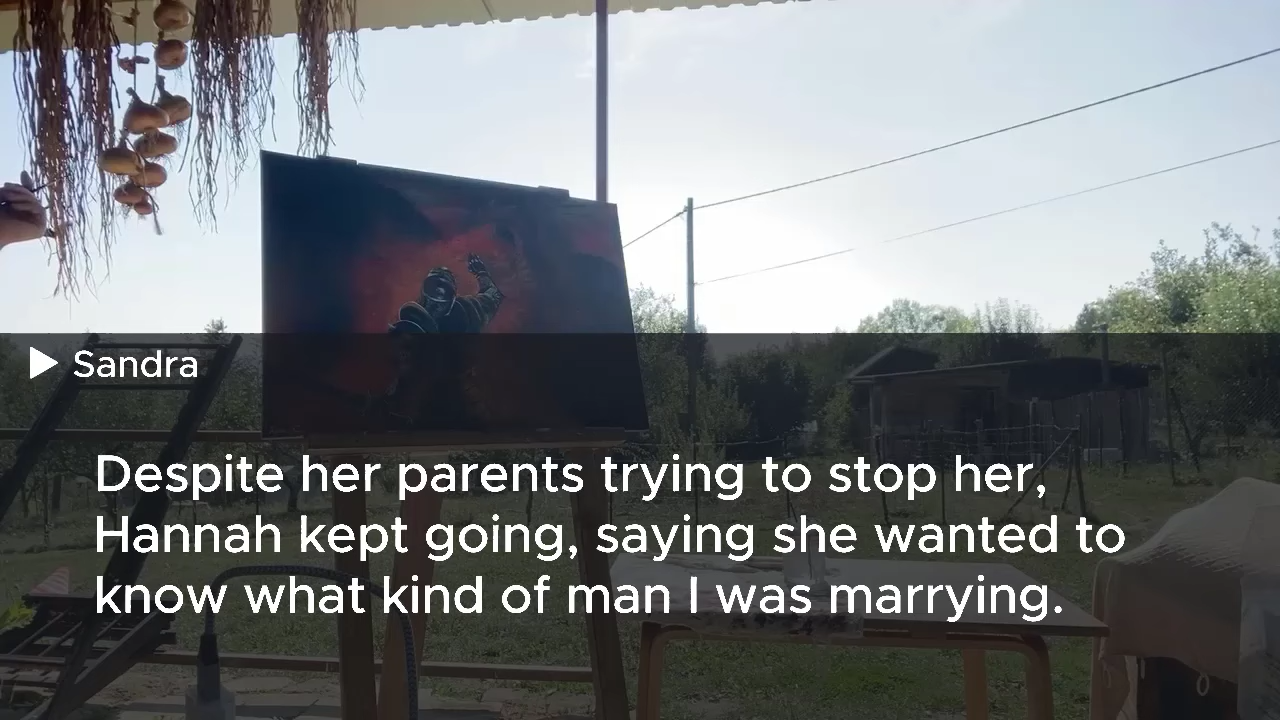 Sandra
Despite her parents trying to stop her,
Hannah kept going, saying she wanted to
know what kind of man I was marrying.